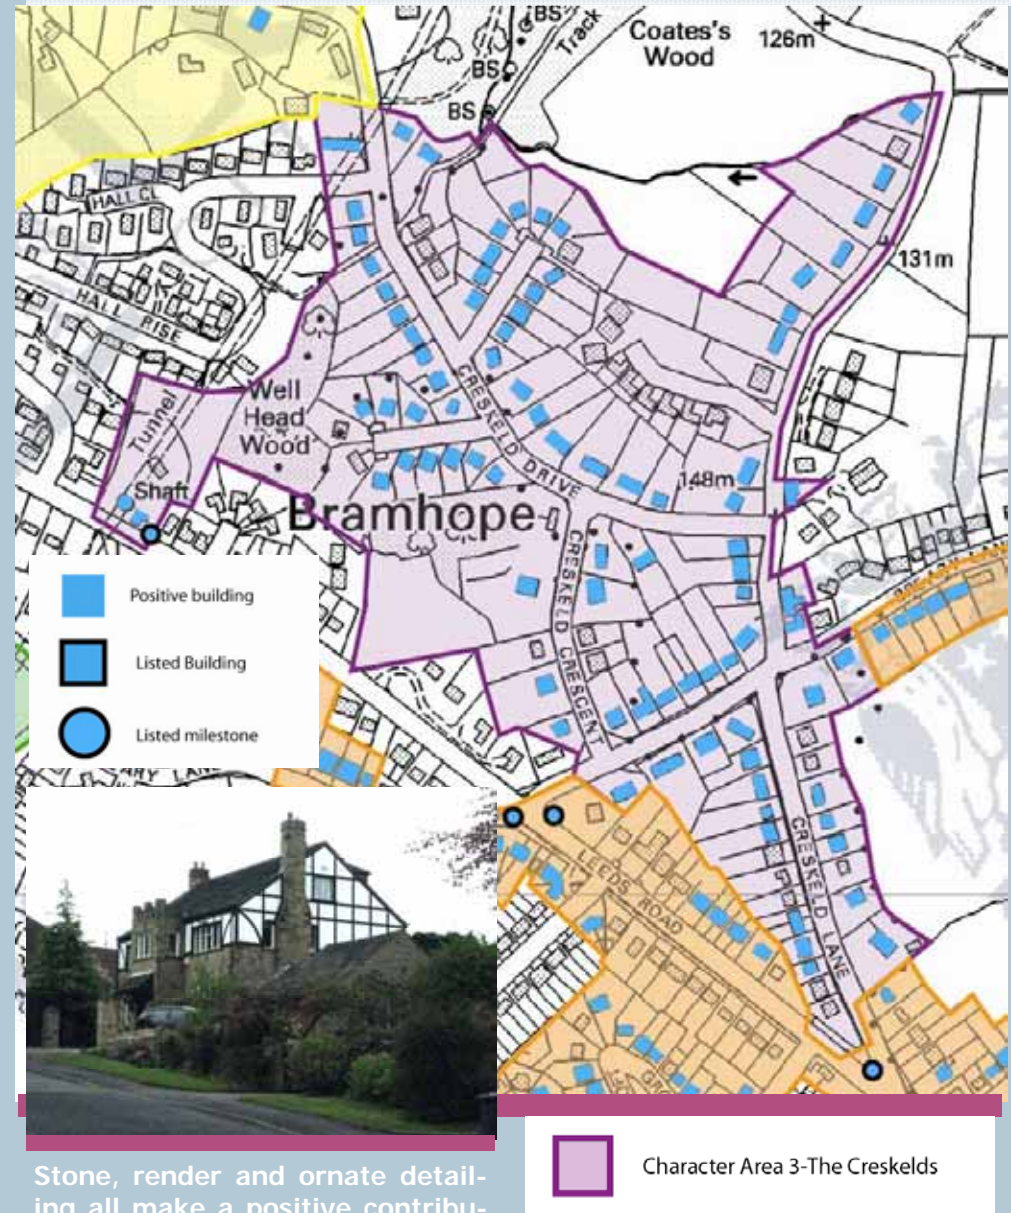 Coates's
Wood
126m
BS
Track
BS
BS
HALL CL
131m
HALL RISE
Well
Head
Wood
Tunnel
CRESKELD DRIVE
148m
Shaft
Bramhope
CRESKELD CRESCENT
Positive building
Listed Building
Listed milestone
LANE
LEEDS ROAD
CRESKELD LANE
Stone, render and ornate detail-
ing all make a positive contribu-
Character Area 3-The Creskelds